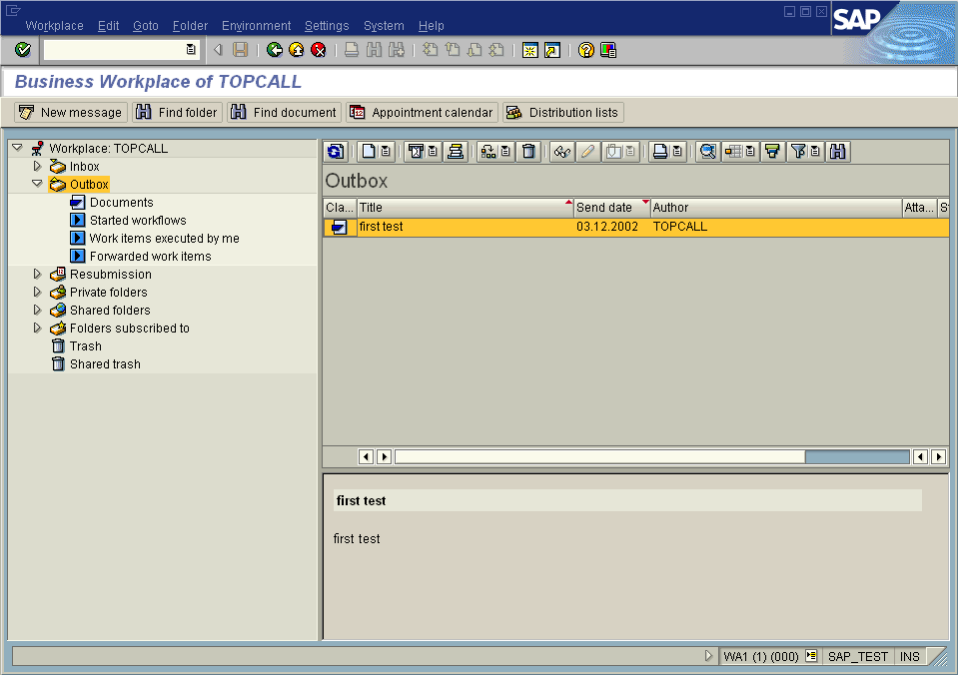 Workplace Edit Goto Folder Environment Settings System Help
SAP
Business Workplace of TOPCALL
New message Find folder Find document Appointment calendar Distribution lists
Workplace: TOPCALL
Inbox
Outbox
Documents
Started workflows
Work items executed by me
Forwarded work items
Resubmission
Private folders
Shared folders
Folders subscribed to
Trash
Shared trash
Outbox
Cla... Title Send date Author Atta... S
first test 03.12.2002 TOPCALL
first test
first test
WA1 (1) (000) SAP_TEST INS